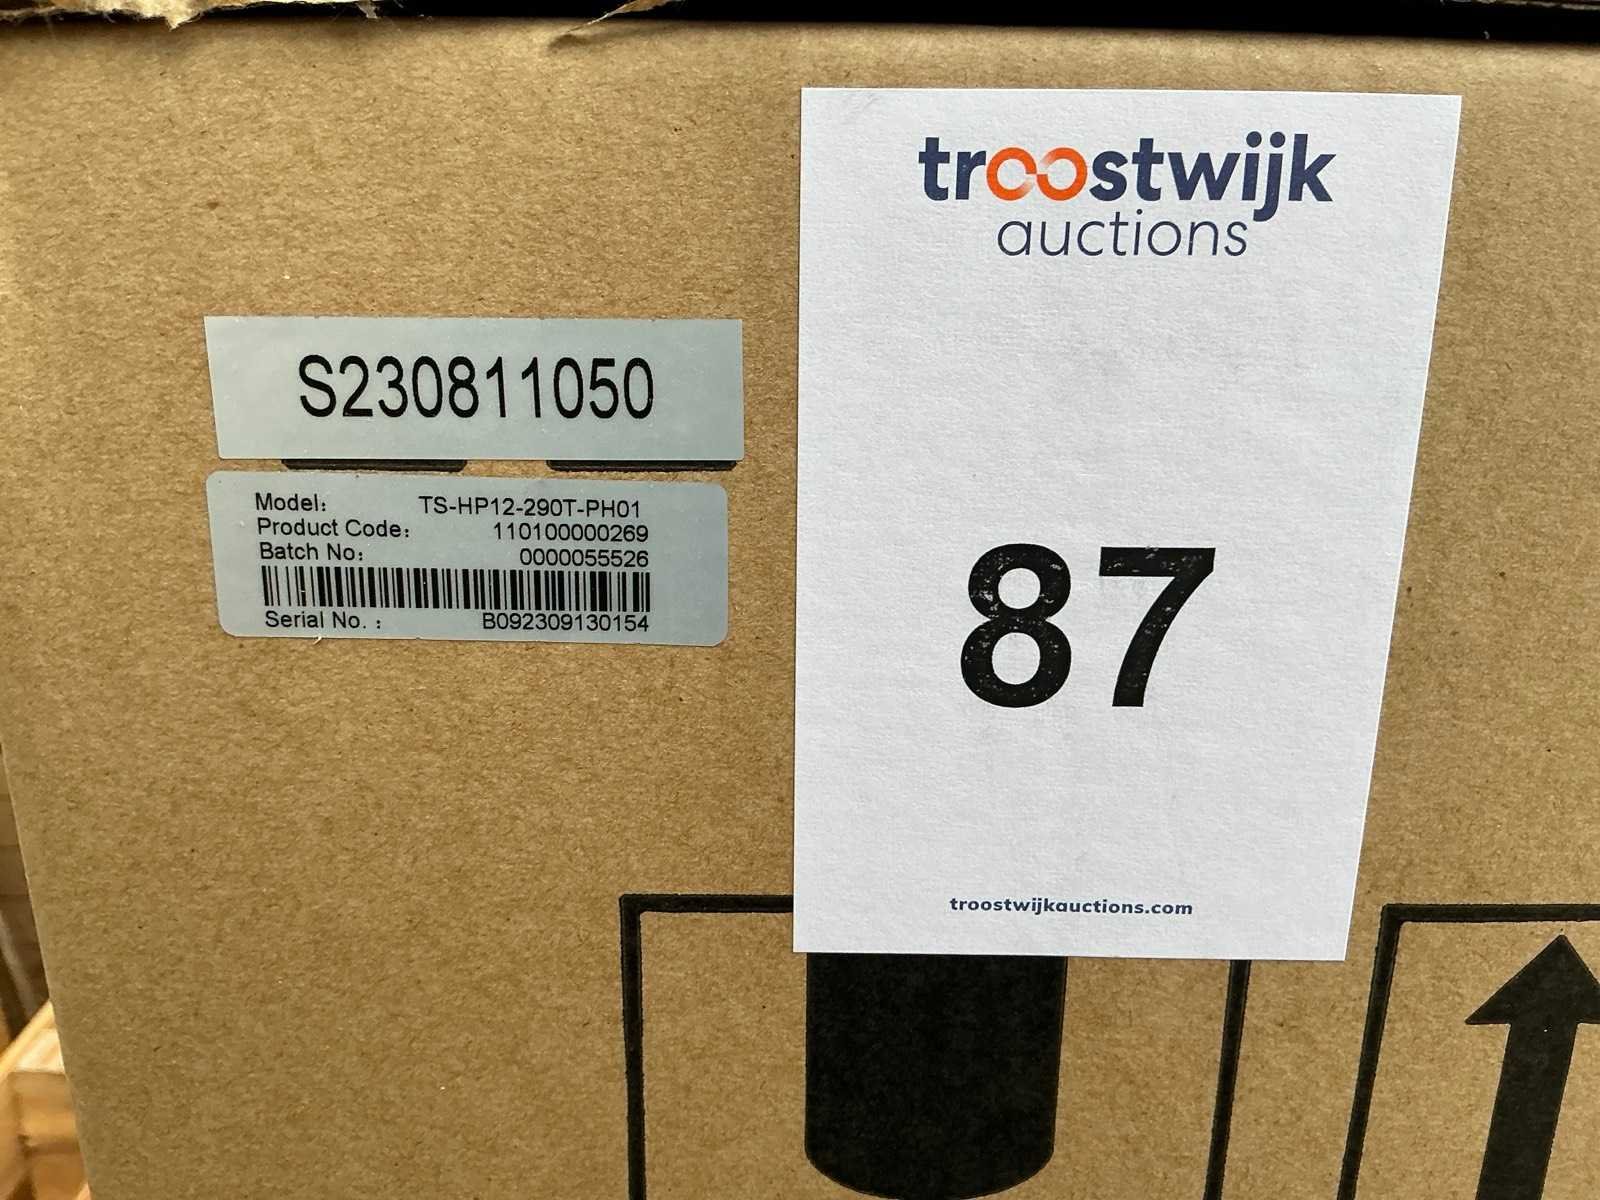 troostwijk
auctions
S230811050
Model: TS-HP12-290T-PH01
Product Code: 110100000269
Batch No: 0000055526
Serial No. : B092309130154
87
troostwijkauctions.com